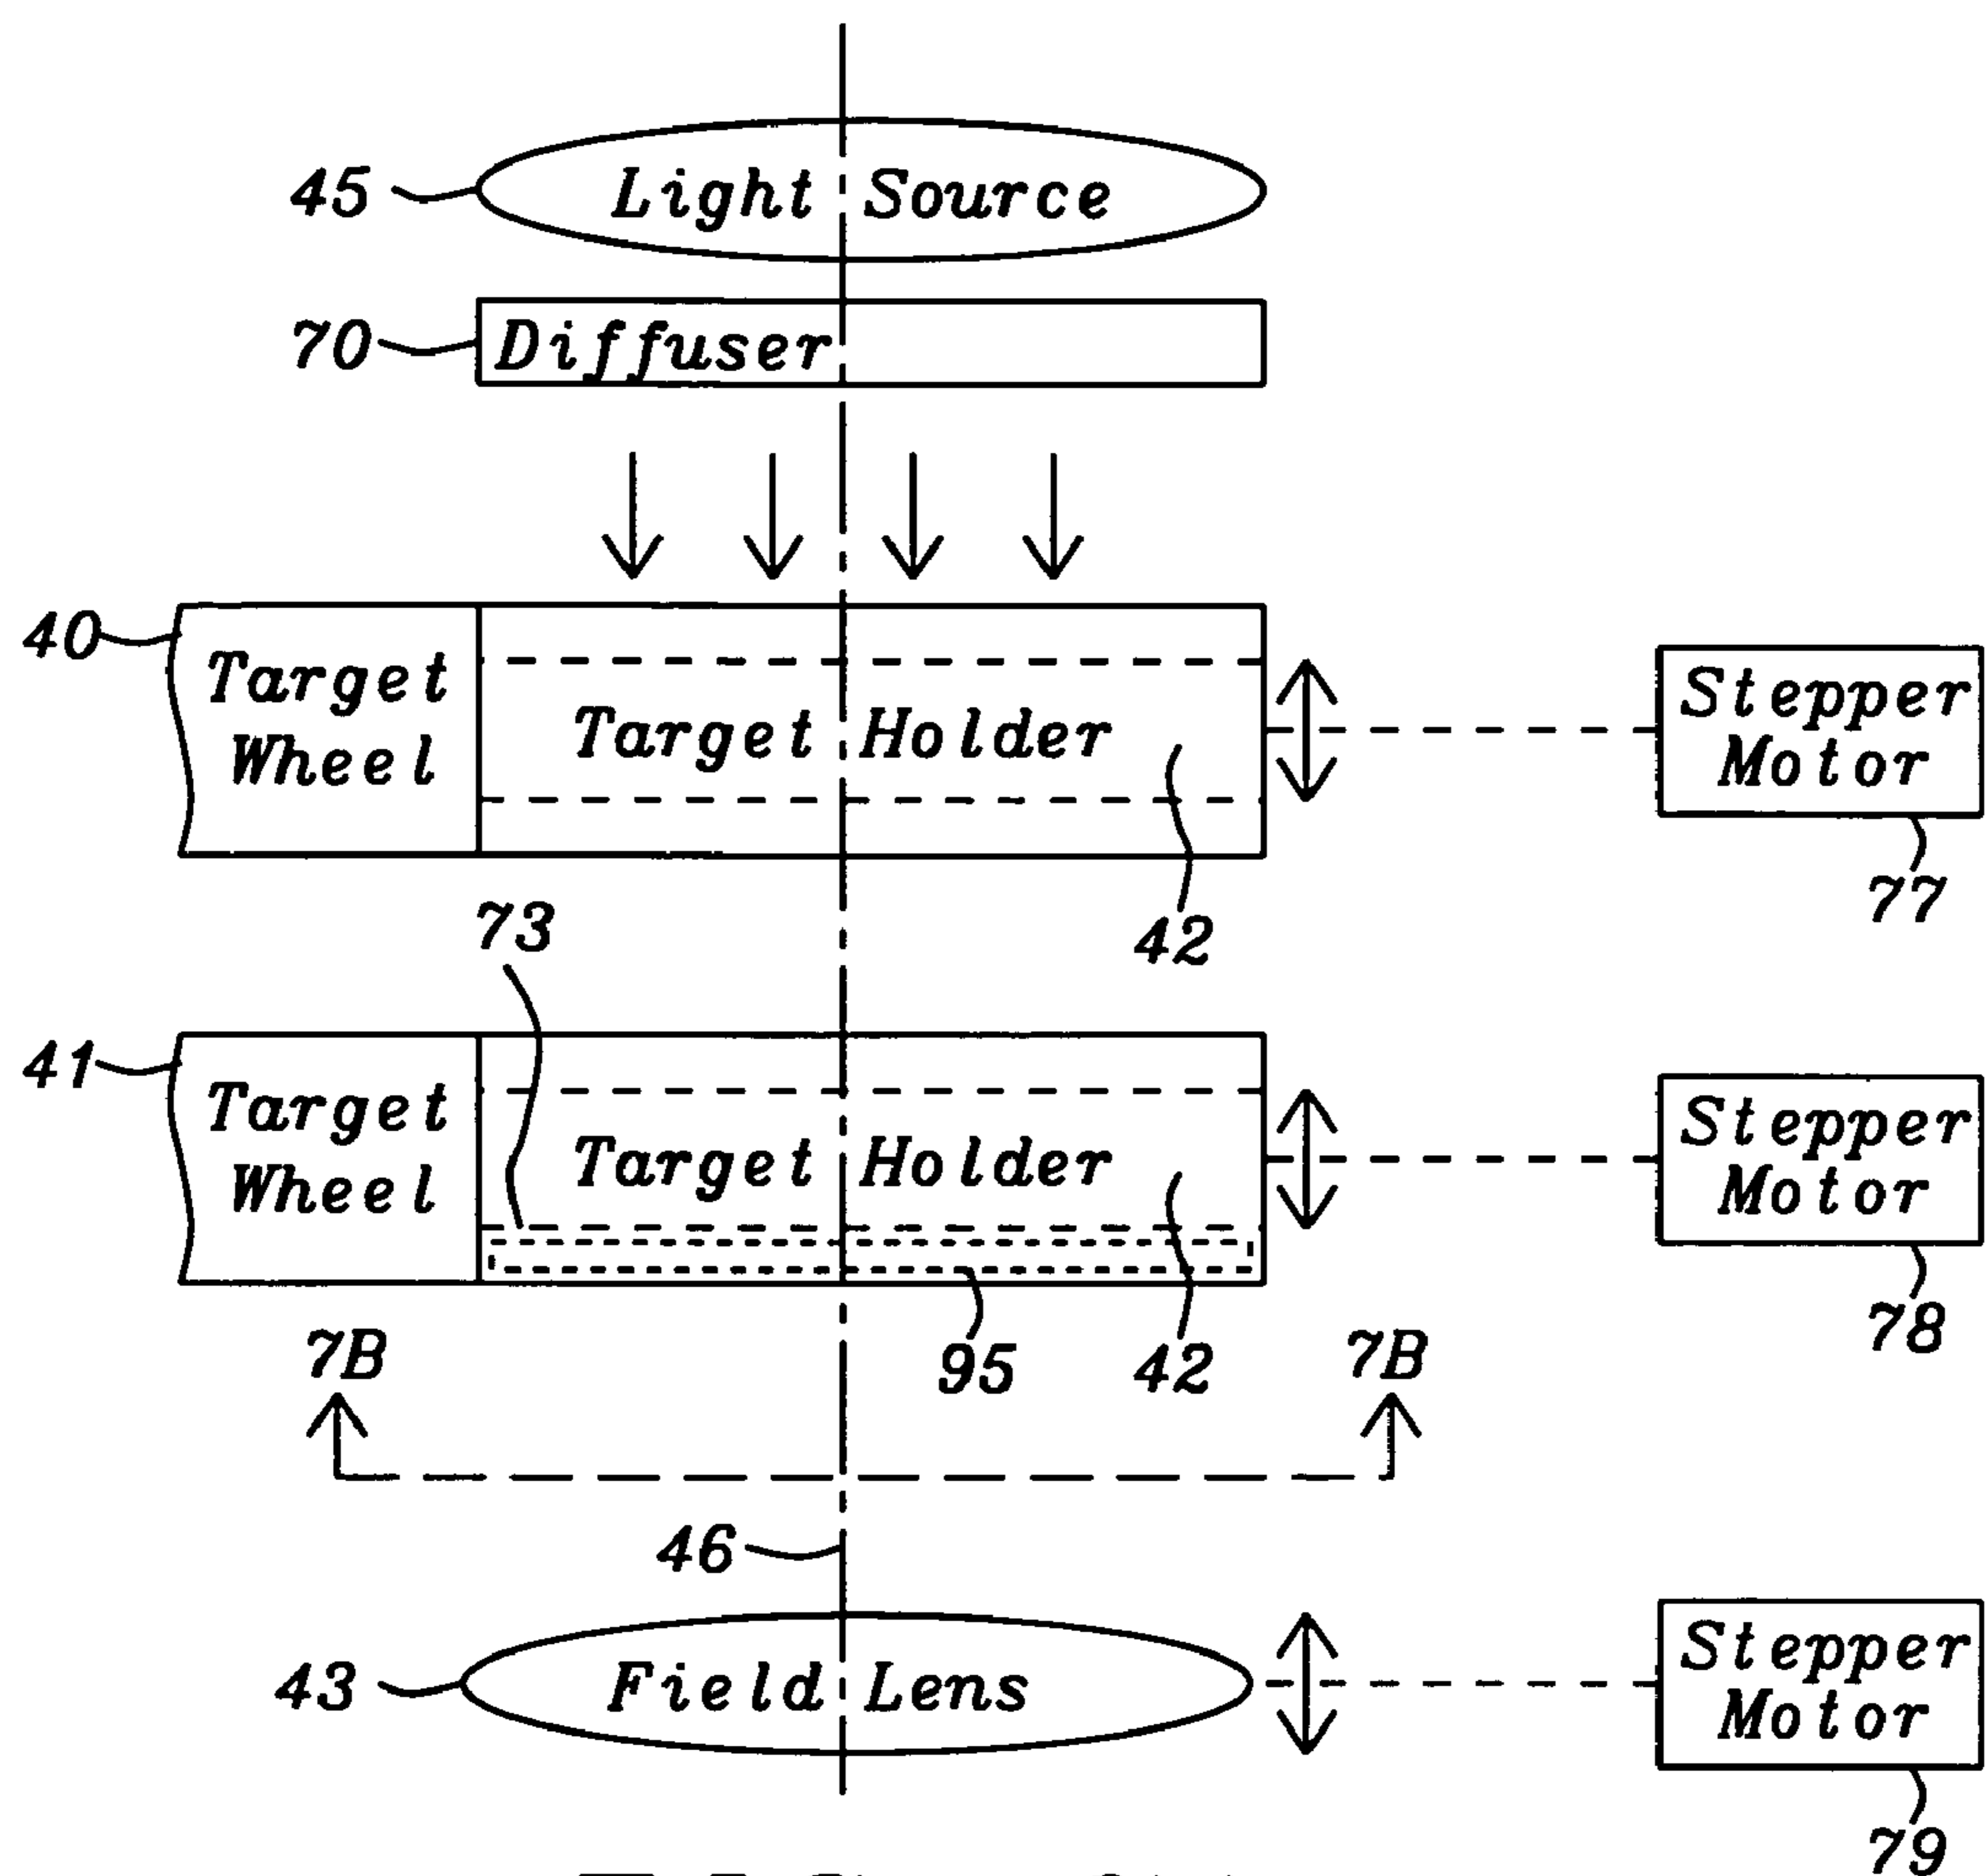 45
Light Source
70
Diffuser
40
Target
Wheel
Target Holder
Stepper
Motor
77
42
73
41
Target
Wheel
Target Holder
Stepper
Motor
78
95
42
7B
7B
46
43
Field Lens
Stepper
Motor
79